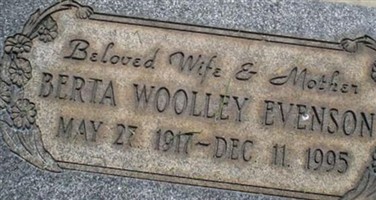 Beloved Wife & Mother
BERTA WOOLLEY EVENSON
MAY 27 1917 - DEC. 11. 1995